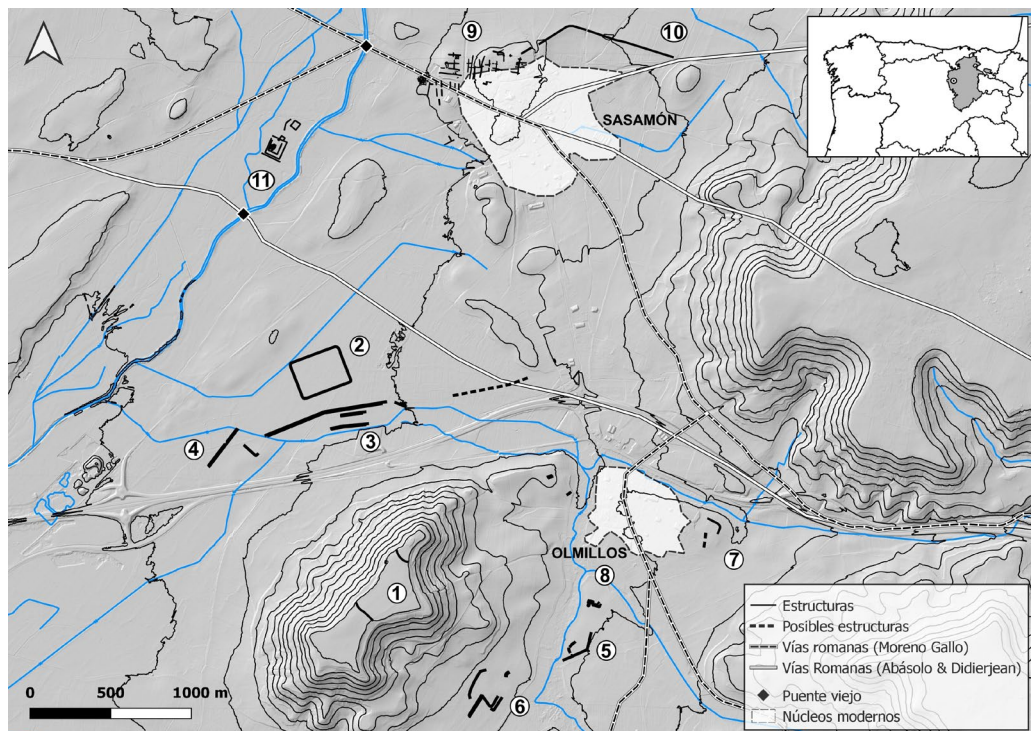 9
10
SASAMÓN
11
2
4
3
1
OLMILLOS
7
8
5
6
0 500 1000 m
Estructuras
Posibles estructuras
Vías romanas (Moreno Gallo)
Vías Romanas (Abásolo & Didierjean)
Puente viejo
Núcleos modernos